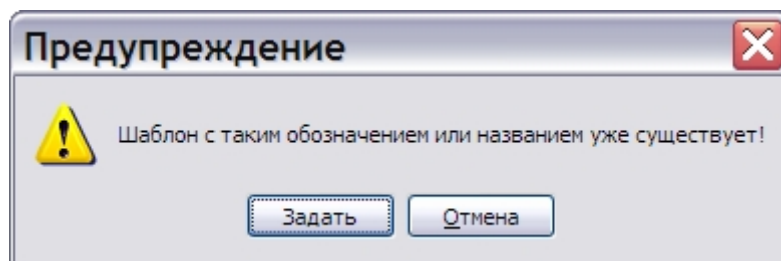 Предупреждение
Шаблон с таким обозначением или названием уже существует!
Задать Отмена